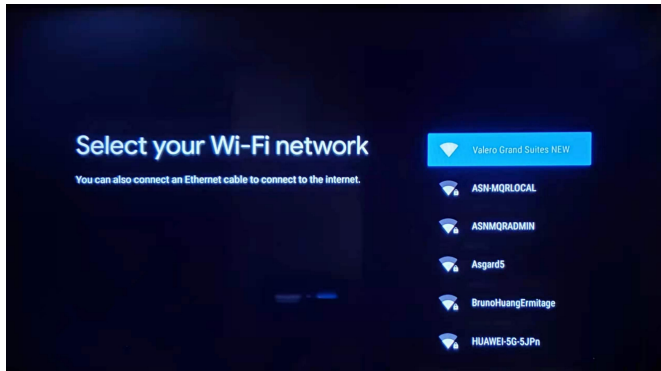 Select your Wi-Fi network
You can also connect an Ethernet cable to connect to the internet.
Valero Grand Suites NEW
ASN-MQRLOCAL
ASNMQRADMIN
Asgard5
BrunoHuangErmitage
HUAWEI-5G-5JPn